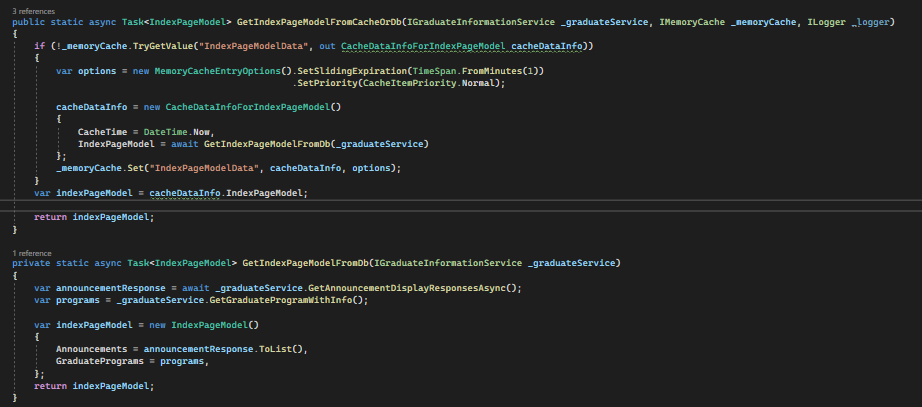 3 references
public static async Task<IndexPageModel> GetIndexPageModelFromCacheOrDb(IGraduateInformationService _graduateService, IMemoryCache _memoryCache, ILogger _logger)
{
if (!_memoryCache.TryGetValue("IndexPageModelData", out CacheDataInfoForIndexPageModel cacheDataInfo))
{
var options = new MemoryCacheEntryOptions().SetSlidingExpiration(TimeSpan.FromMinutes(1))
.SetPriority(CacheItemPriority.Normal);
cacheDataInfo = new CacheDataInfoForIndexPageModel()
{
CacheTime = DateTime.Now,
IndexPageModel = await GetIndexPageModelFromDb(_graduateService)
};
_memoryCache.Set("IndexPageModelData", cacheDataInfo, options);
}
var indexPageModel = cacheDataInfo.IndexPageModel;
return indexPageModel;
}
1 reference
private static async Task<IndexPageModel> GetIndexPageModelFromDb(IGraduateInformationService _graduateService)
{
var announcementResponse = await _graduateService.GetAnnouncementDisplayResponsesAsync();
var programs = _graduateService.GetGraduateProgramWithInfo();
var indexPageModel = new IndexPageModel()
{
Announcements = announcementResponse.ToList(),
GraduatePrograms = programs,
};
return indexPageModel;
}